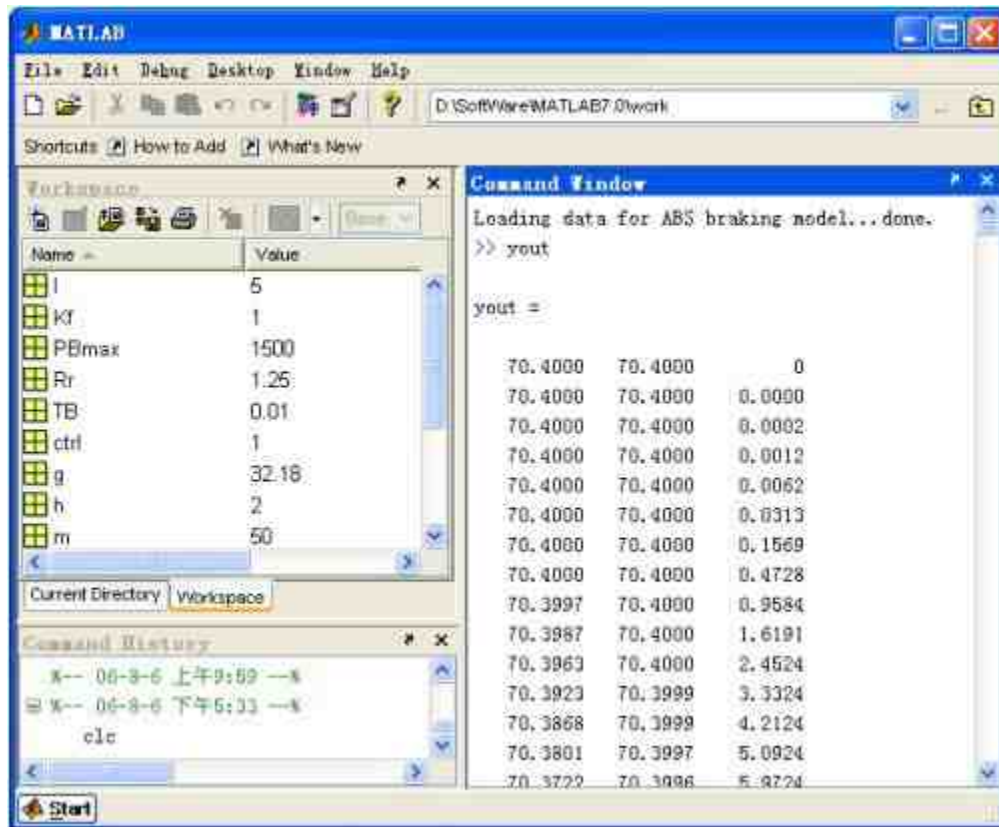 MATLAB
File Edit Debug Desktop Window Help
D:\SoftWare\MATLAB7.0\work
Shortcuts How to Add What's New
Workspace
Base
Name Value
I 5
Kf 1
PBmax 1500
Rr 1.25
TB 0.01
ctrl 1
g 32.18
h 2
m 50
Current Directory Workspace
Command History
%-- 06-8-6 上午9:59 --%
%-- 06-8-6 下午5:33 --%
clc
Start
Command Window
Loading data for ABS braking model...done.
>> yout
yout =
70.4000 70.4000 0
70.4000 70.4000 0.0000
70.4000 70.4000 0.0002
70.4000 70.4000 0.0012
70.4000 70.4000 0.0062
70.4000 70.4000 0.0313
70.4000 70.4000 0.1569
70.4000 70.4000 0.4728
70.3997 70.4000 0.9584
70.3987 70.4000 1.6191
70.3963 70.4000 2.4524
70.3923 70.3999 3.3324
70.3868 70.3999 4.2124
70.3801 70.3997 5.0924
70.3722 70.3996 5.9724